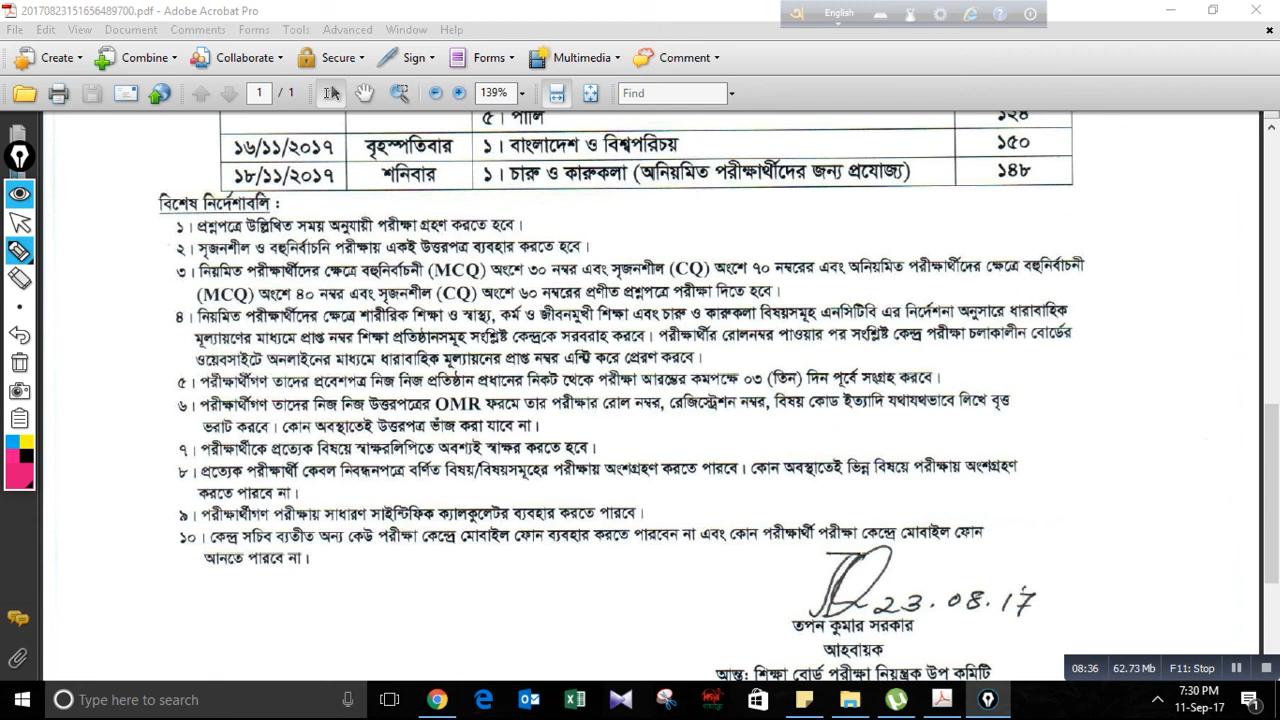 20170823151656489700.pdf - Adobe Acrobat Pro
English
File Edit View Document Comments Forms Tools Advanced Window Help
Create Combine Collaborate Secure Sign Forms Multimedia Comment
1 / 1 139% Find
৫। পালি ১২৪
১৬/১১/২০১৭ বৃহস্পতিবার ১। বাংলাদেশ ও বিশ্বপরিচয় ১৫০
১৮/১১/২০১৭ শনিবার ১। চারু ও কারুকলা (অনিয়মিত পরীক্ষার্থীদের জন্য প্রযোজ্য) ১৪৮
বিশেষ নির্দেশাবলি :
১। প্রশ্নপত্রে উল্লিখিত সময় অনুযায়ী পরীক্ষা গ্রহণ করতে হবে।
২। সৃজনশীল ও বহুনির্বাচনি পরীক্ষায় একই উত্তরপত্র ব্যবহার করতে হবে।
৩। নিয়মিত পরীক্ষার্থীদের ক্ষেত্রে বহুনির্বাচনী (MCQ) অংশে ৩০ নম্বর এবং সৃজনশীল (CQ) অংশে ৭০ নম্বরের এবং অনিয়মিত পরীক্ষার্থীদের ক্ষেত্রে বহুনির্বাচনী
(MCQ) অংশে ৪০ নম্বর এবং সৃজনশীল (CQ) অংশে ৬০ নম্বরের প্রণীত প্রশ্নপত্রে পরীক্ষা দিতে হবে।
৪। নিয়মিত পরীক্ষার্থীদের ক্ষেত্রে শারীরিক শিক্ষা ও স্বাস্থ্য, কর্ম ও জীবনমুখী শিক্ষা এবং চারু ও কারুকলা বিষয়সমূহ এনসিটিবি এর নির্দেশনা অনুসারে ধারাবাহিক
মূল্যায়ণের মাধ্যমে প্রাপ্ত নম্বর শিক্ষা প্রতিষ্ঠানসমূহ সংশ্লিষ্ট কেন্দ্রকে সরবরাহ করবে। পরীক্ষার্থীর রোলনম্বর পাওয়ার পর সংশ্লিষ্ট কেন্দ্র পরীক্ষা চলাকালীন বোর্ডের
ওয়েবসাইটে অনলাইনের মাধ্যমে ধারাবাহিক মূল্যায়নের প্রাপ্ত নম্বর এন্ট্রি করে প্রেরণ করবে।
৫। পরীক্ষার্থীগণ তাদের প্রবেশপত্র নিজ নিজ প্রতিষ্ঠান প্রধানের নিকট থেকে পরীক্ষা আরম্ভের কমপক্ষে ০৩ (তিন) দিন পূর্বে সংগ্রহ করবে।
৬। পরীক্ষার্থীগণ তাদের নিজ নিজ উত্তরপত্রের OMR ফরমে তার পরীক্ষার রোল নম্বর, রেজিস্ট্রেশন নম্বর, বিষয় কোড ইত্যাদি যথাযথভাবে লিখে বৃত্ত
ভরাট করবে। কোন অবস্থাতেই উত্তরপত্র ভাঁজ করা যাবে না।
৭। পরীক্ষার্থীকে প্রত্যেক বিষয়ে স্বাক্ষরলিপিতে অবশ্যই স্বাক্ষর করতে হবে।
৮। প্রত্যেক পরীক্ষার্থী কেবল নিবন্ধনপত্রে বর্ণিত বিষয়/বিষয়সমূহের পরীক্ষায় অংশগ্রহণ করতে পারবে। কোন অবস্থাতেই ভিন্ন বিষয়ে পরীক্ষায় অংশগ্রহণ
করতে পারবে না।
৯। পরীক্ষার্থীগণ পরীক্ষায় সাধারণ সাইন্টিফিক ক্যালকুলেটর ব্যবহার করতে পারবে।
১০। কেন্দ্র সচিব ব্যতীত অন্য কেউ পরীক্ষা কেন্দ্রে মোবাইল ফোন ব্যবহার করতে পারবেন না এবং কোন পরীক্ষার্থী পরীক্ষা কেন্দ্রে মোবাইল ফোন
আনতে পারবে না।
23.08.17
তপন কুমার সরকার
আহবায়ক
আন্ত: শিক্ষা বোর্ড পরীক্ষা নিয়ন্ত্রক উপ কমিটি
08:36 62.73 Mb F11: Stop
Type here to search
7:30 PM
11-Sep-17